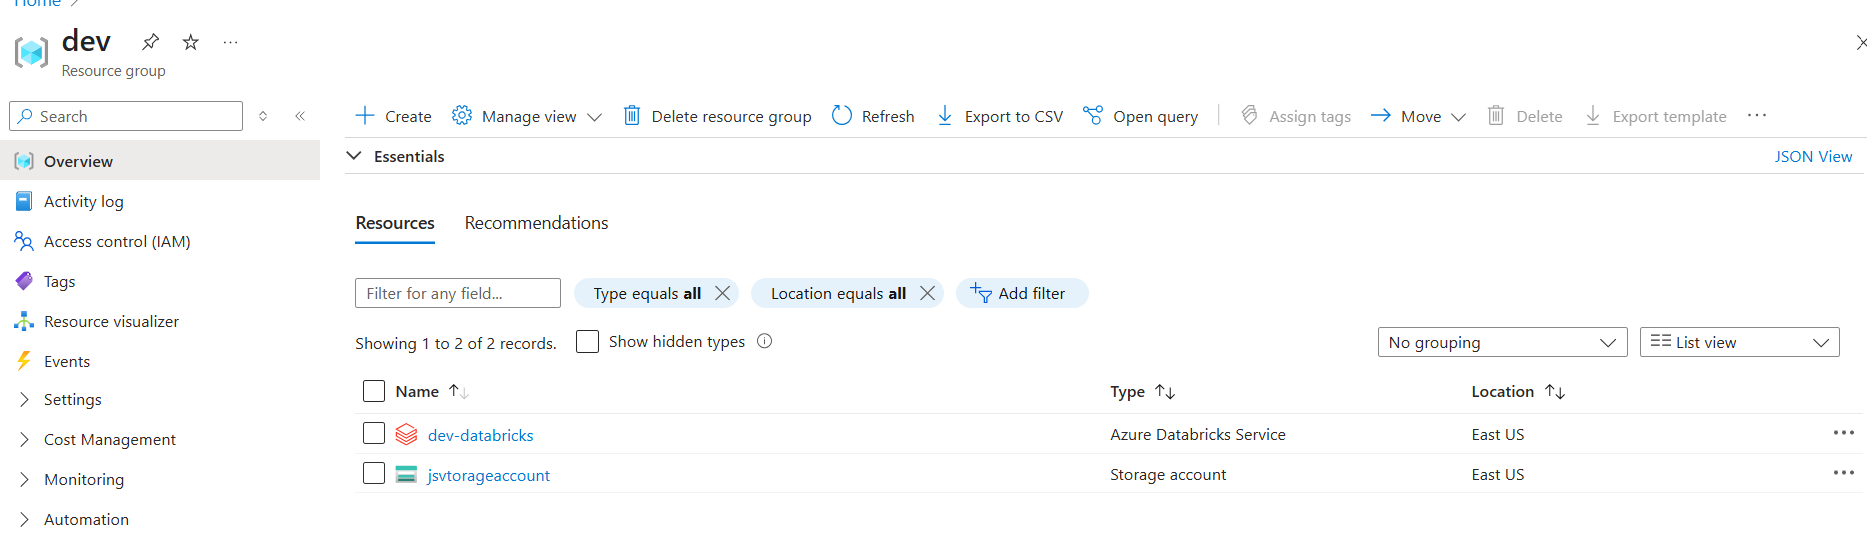 Home
dev
Resource group
Search
Create Manage view Delete resource group Refresh Export to CSV Open query Assign tags Move Delete Export template
Overview
Essentials JSON View
Activity log
Resources Recommendations
Access control (IAM)
Tags
Filter for any field... Type equals all Location equals all Add filter
Resource visualizer
Showing 1 to 2 of 2 records. Show hidden types No grouping List view
Events
Settings
Name Type Location
Cost Management
dev-databricks Azure Databricks Service East US
Monitoring
jsvtorageaccount Storage account East US
Automation